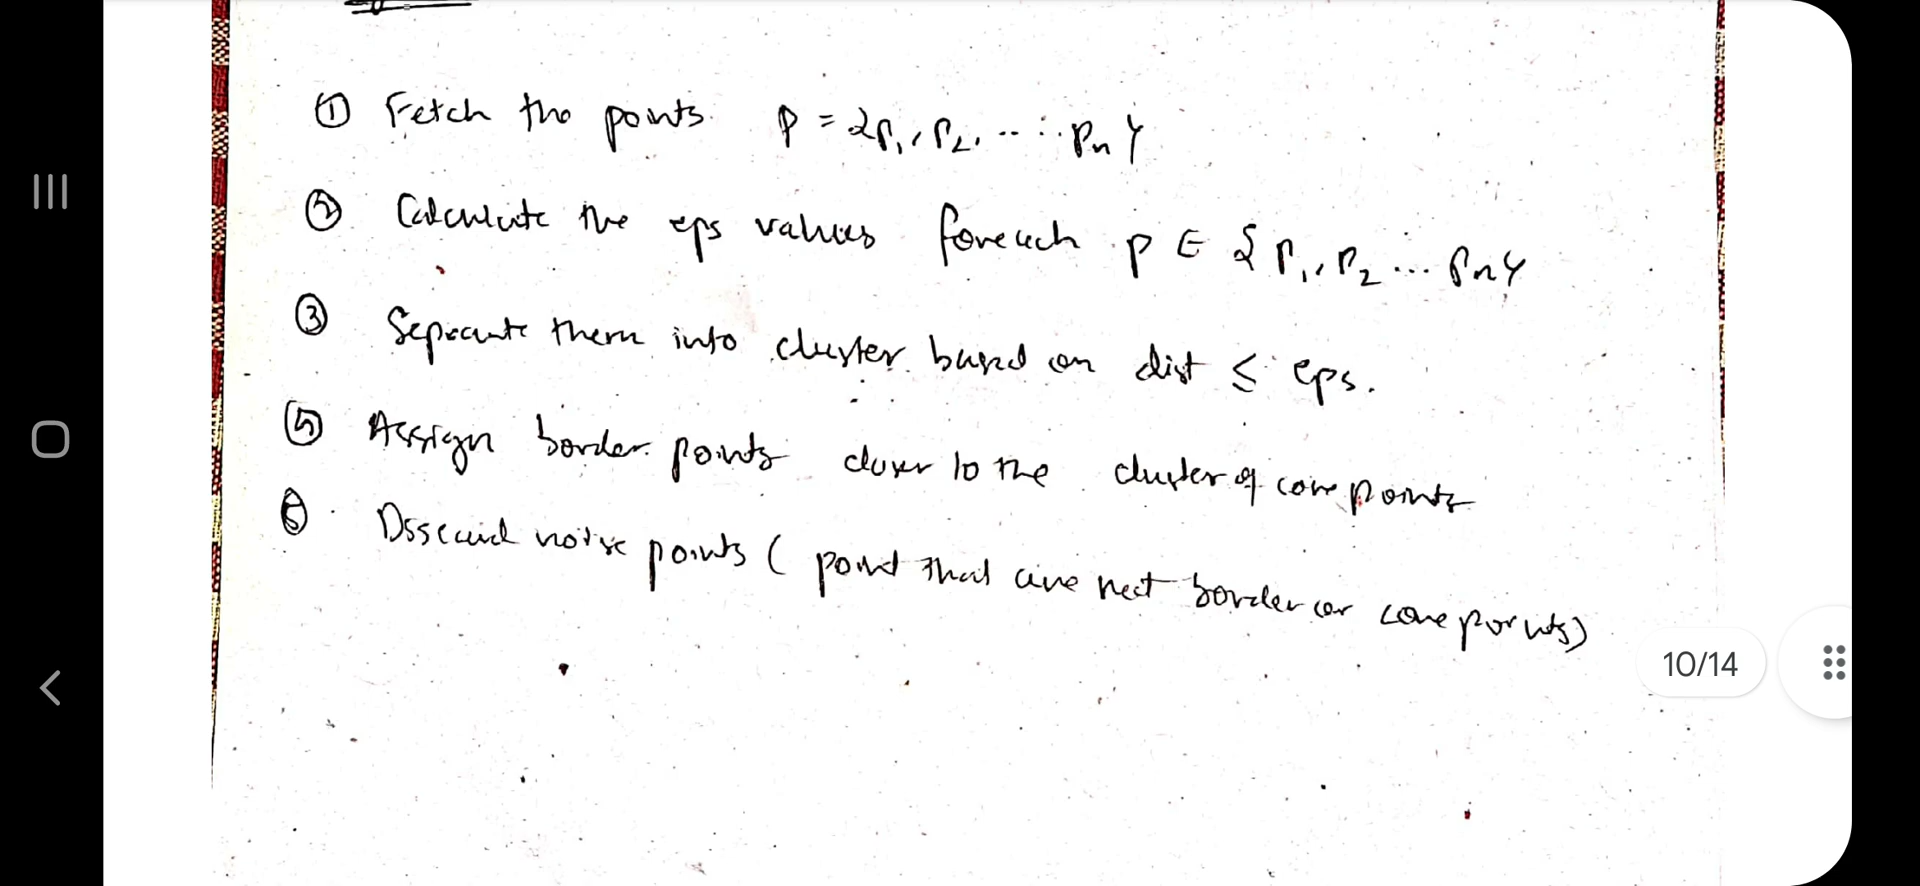 ① Fetch the points. P = {P1, P2, ..... Pn}
② Calculate the eps values foreach p ∈ {P1, P2 ... Pn}
③ Separate them into cluster based on dist ≤ eps.
⑤ Assign border points closer to the cluster of core points
⑥ Disscard noise points ( point that are not border or core points)
10/14